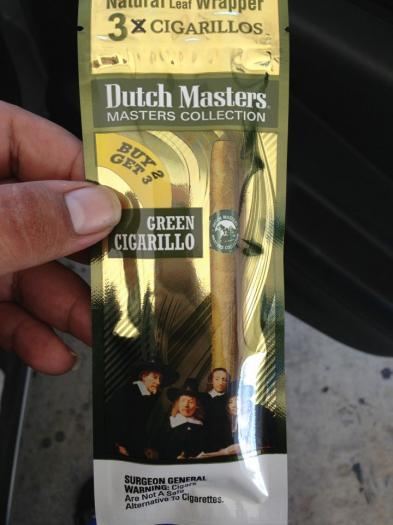 Natural Leaf Wrapper
3 X CIGARILLOS
Dutch Masters®
MASTERS COLLECTION
BUY 2
GET 3
GREEN
CIGARILLO
SURGEON GENERAL
WARNING: Cigars
Are Not A Safe
Alternative To Cigarettes.